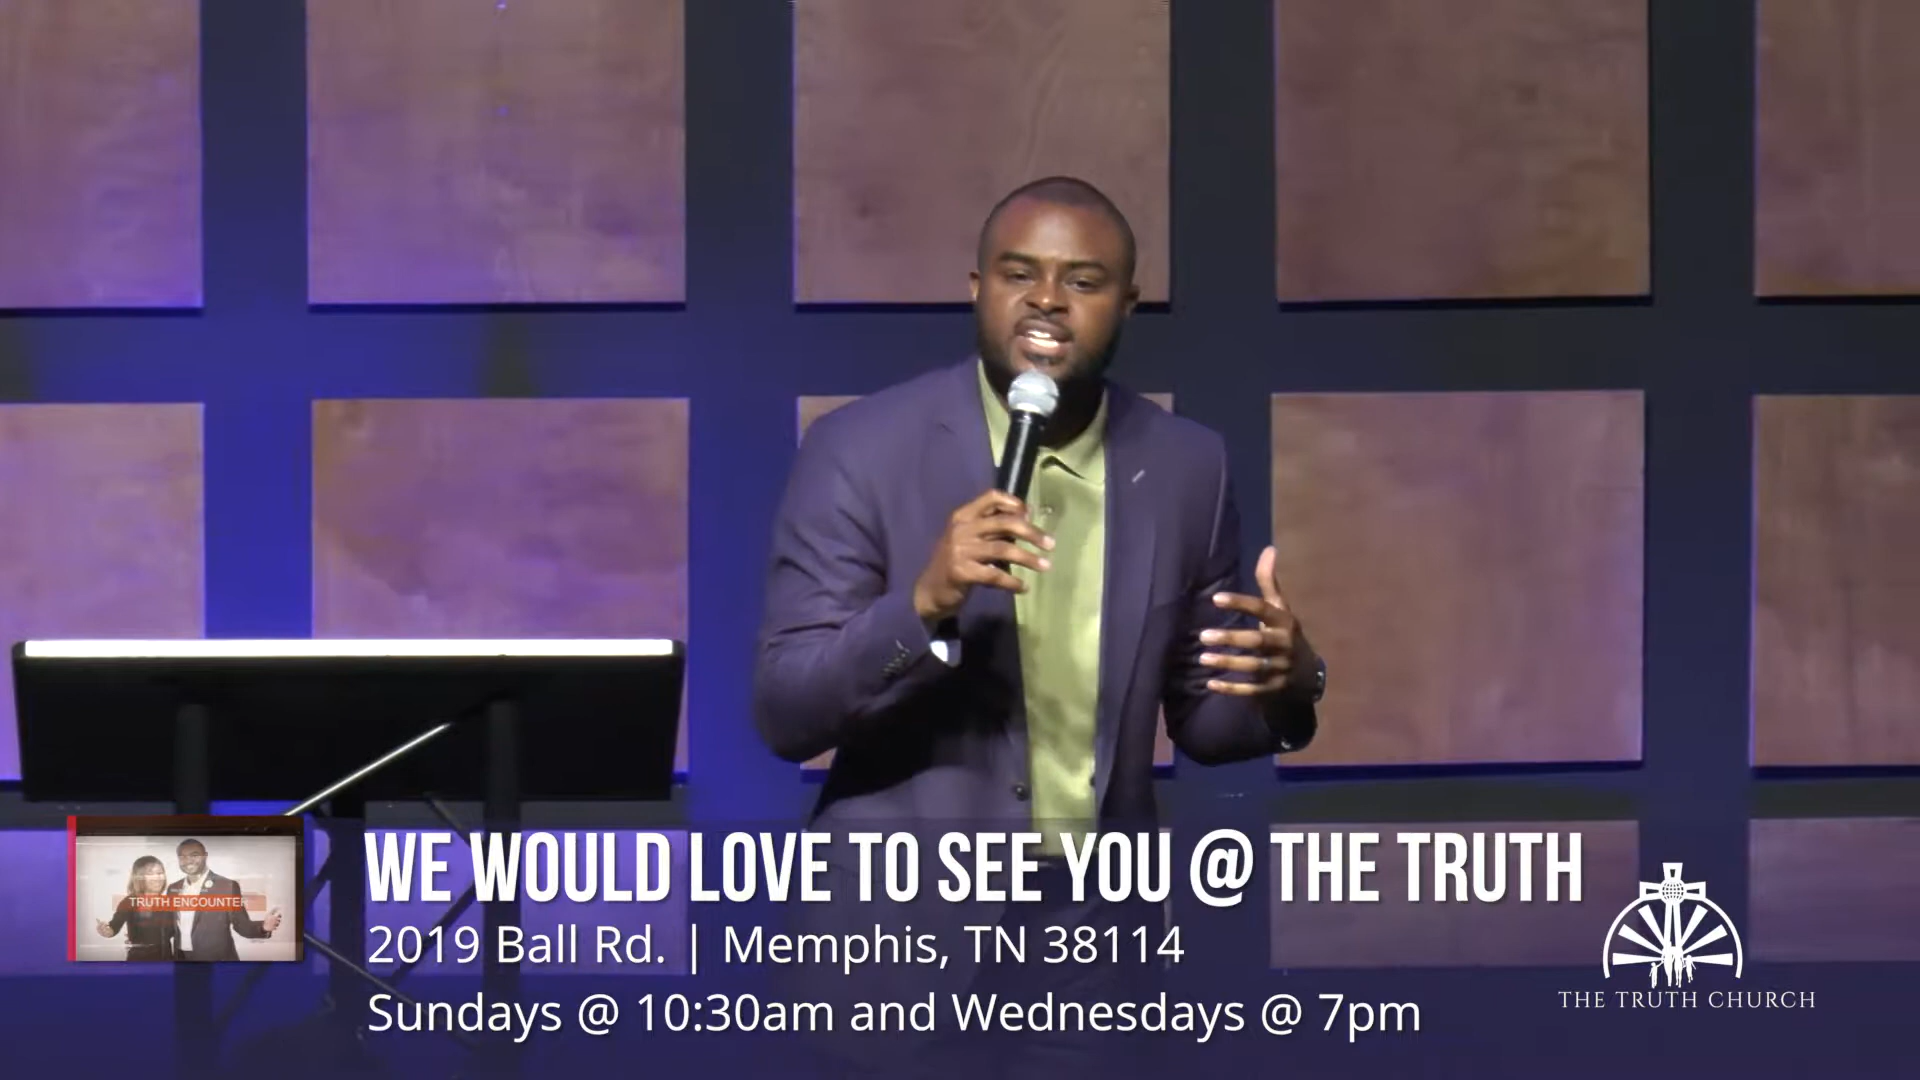 WE WOULD LOVE TO SEE YOU @ THE TRUTH
2019 Ball Rd. | Memphis, TN 38114
Sundays @ 10:30am and Wednesdays @ 7pm
TRUTH ENCOUNTER
THE TRUTH CHURCH